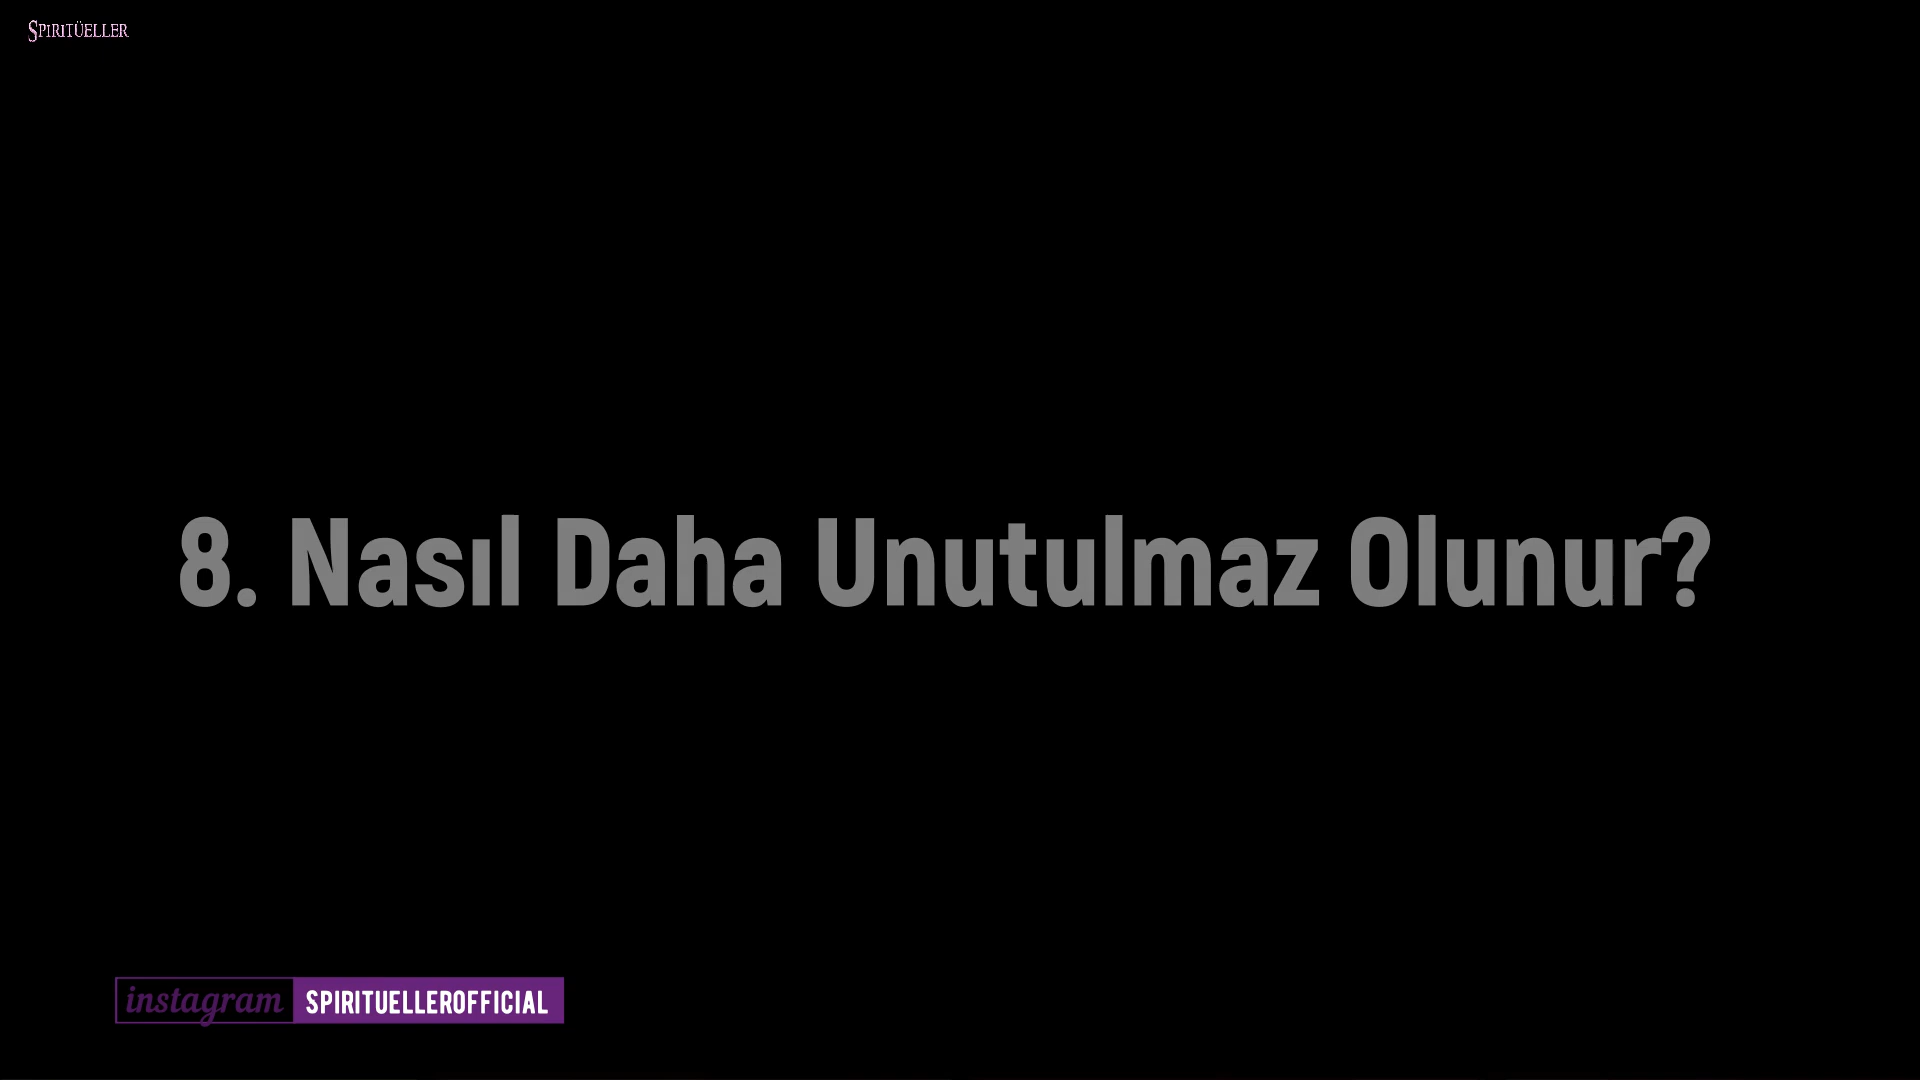 SPIRITÜELLER
8. Nasıl Daha Unutulmaz Olunur?
instagram SPIRITUELLEROFFICIAL